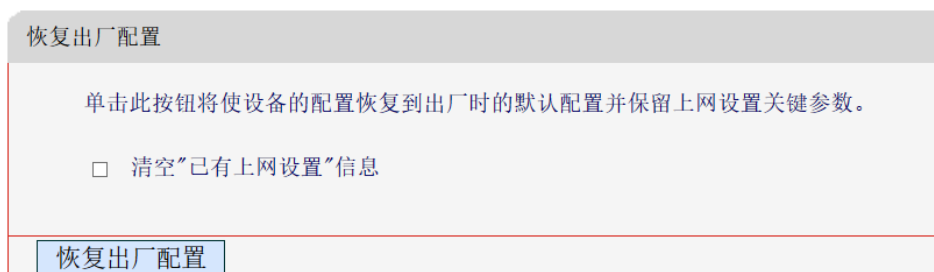 恢复出厂配置
单击此按钮将使设备的配置恢复到出厂时的默认配置并保留上网设置关键参数。
清空"已有上网设置"信息
恢复出厂配置